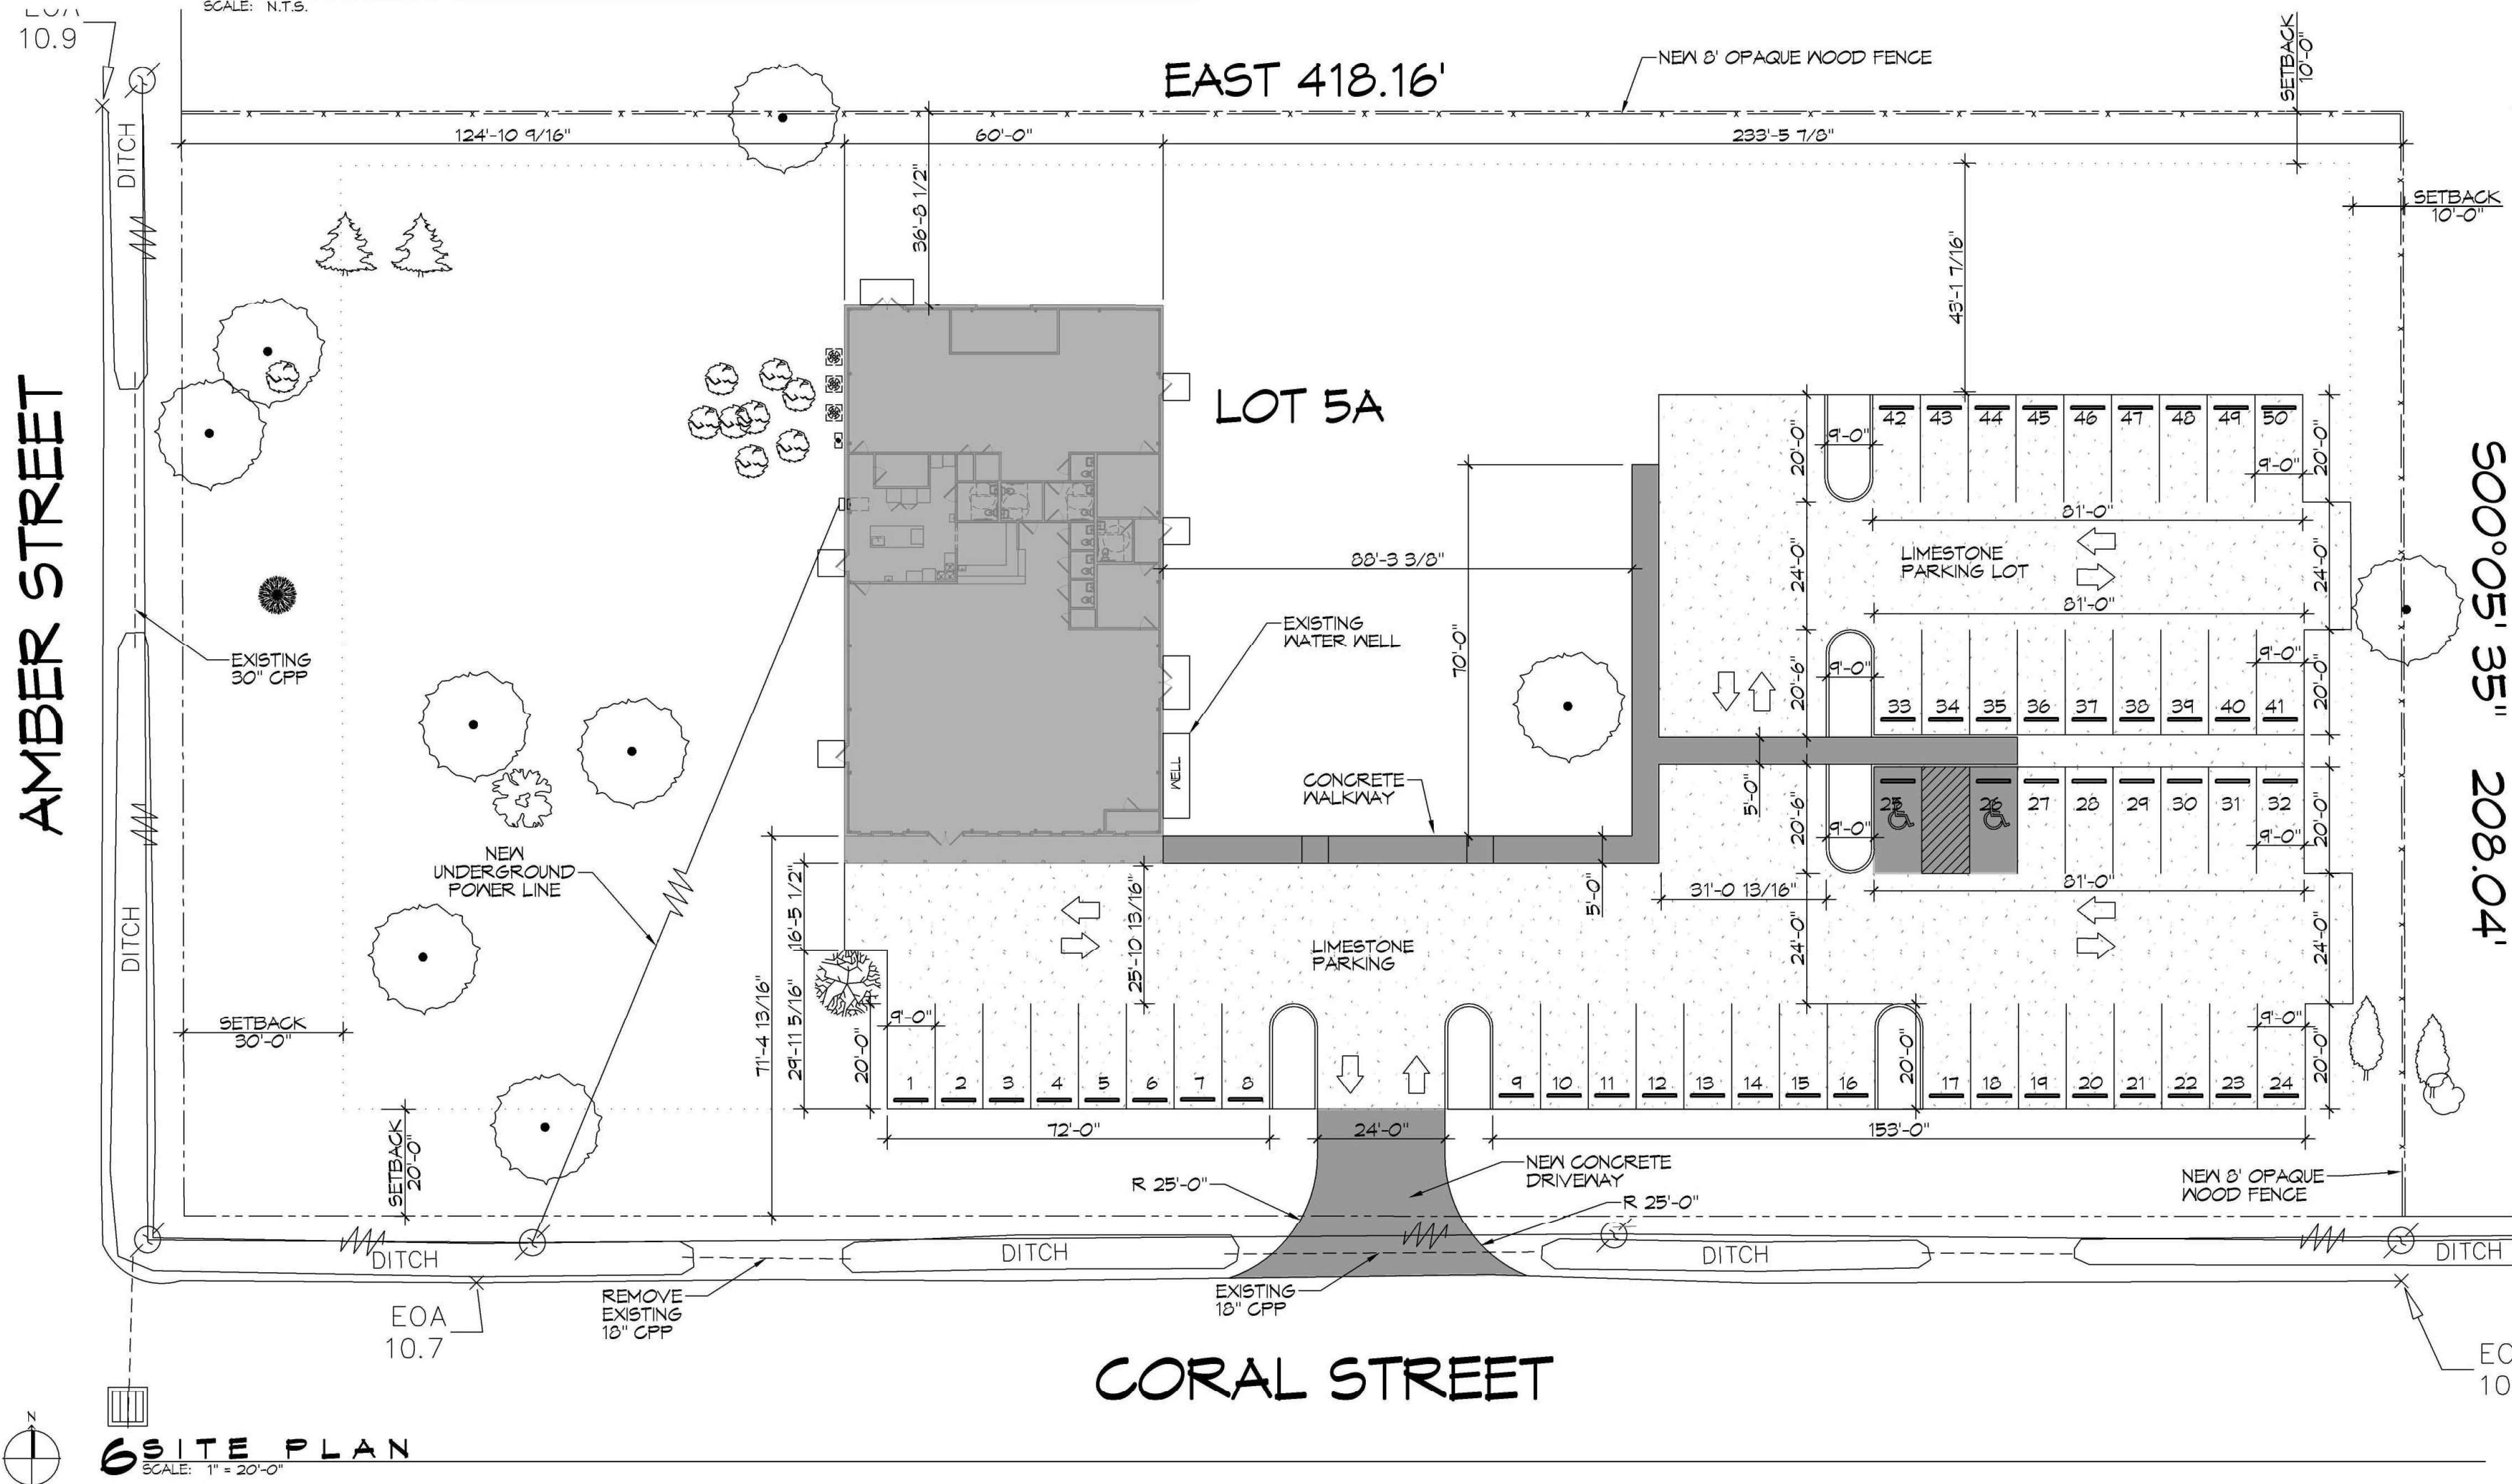 SCALE: N.T.S.
10.9
EAST 418.16'
NEW 8' OPAQUE WOOD FENCE
SETBACK
10'-0"
DITCH
124'-10 9/16"
60'-0"
233'-5 7/8"
SETBACK
10'-0"
36'-8 1/2"
43'-1 7/16"
AMBER STREET
LOT 5A
S00°05'35" 208.04'
42 43 44 45 46 47 48 49 50
20'-0"
9'-0"
9'-0"
20'-0"
81'-0"
LIMESTONE
PARKING LOT
24'-0"
24'-0"
81'-0"
88'-3 3/8"
70'-0"
EXISTING
WATER WELL
EXISTING
30" CPP
20'-6"
9'-0"
9'-0"
20'-0"
33 34 35 36 37 38 39 40 41
WELL
CONCRETE
WALKWAY
5'-0"
25 26 27 28 29 30 31 32
20'-6"
9'-0"
9'-0"
20'-0"
NEW
UNDERGROUND
POWER LINE
16'-5 1/2"
25'-10 13/16"
5'-0"
31'-0 13/16"
81'-0"
DITCH
LIMESTONE
PARKING
24'-0"
24'-0"
SETBACK
30'-0"
71'-4 13/16"
29'-11 5/16"
20'-0"
9'-0"
1 2 3 4 5 6 7 8
9 10 11 12 13 14 15 16
20'-0"
17 18 19 20 21 22 23 24
9'-0"
20'-0"
SETBACK
20'-0"
72'-0"
24'-0"
153'-0"
R 25'-0"
NEW CONCRETE
DRIVEWAY
R 25'-0"
NEW 8' OPAQUE
WOOD FENCE
DITCH
DITCH
DITCH
DITCH
REMOVE
EXISTING
18" CPP
EXISTING
18" CPP
EOA
10.7
CORAL STREET
10
N
6 SITE PLAN
SCALE: 1" = 20'-0"